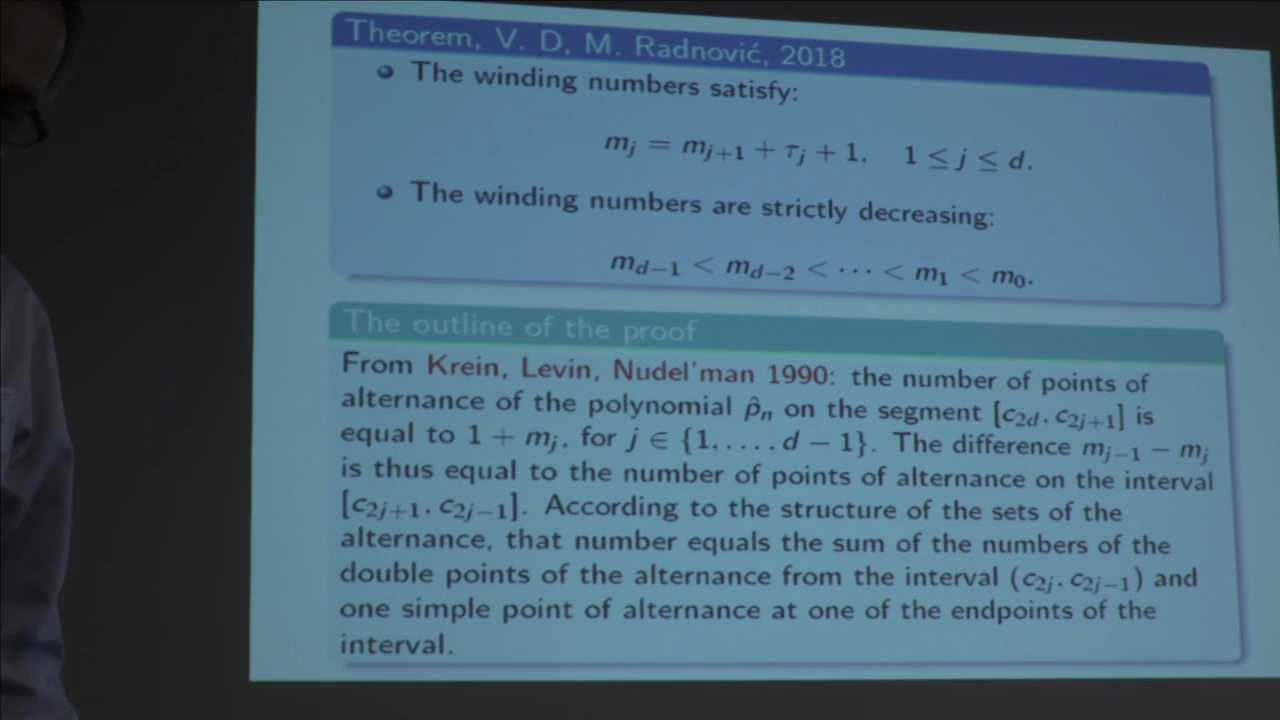 Theorem, V. D, M. Radnović, 2018
The winding numbers satisfy:
m_j = m_{j+1} + τ_j + 1, 1 ≤ j ≤ d.
The winding numbers are strictly decreasing:
m_{d−1} < m_{d−2} < ⋯ < m_1 < m_0.
The outline of the proof
From Krein, Levin, Nudel'man 1990: the number of points of
alternance of the polynomial p̂_n on the segment [c_{2d}, c_{2j+1}] is
equal to 1 + m_j, for j ∈ {1, . . . , d − 1}. The difference m_{j−1} − m_j
is thus equal to the number of points of alternance on the interval
[c_{2j+1}, c_{2j−1}]. According to the structure of the sets of the
alternance, that number equals the sum of the numbers of the
double points of the alternance from the interval (c_{2j}, c_{2j−1}) and
one simple point of alternance at one of the endpoints of the
interval.